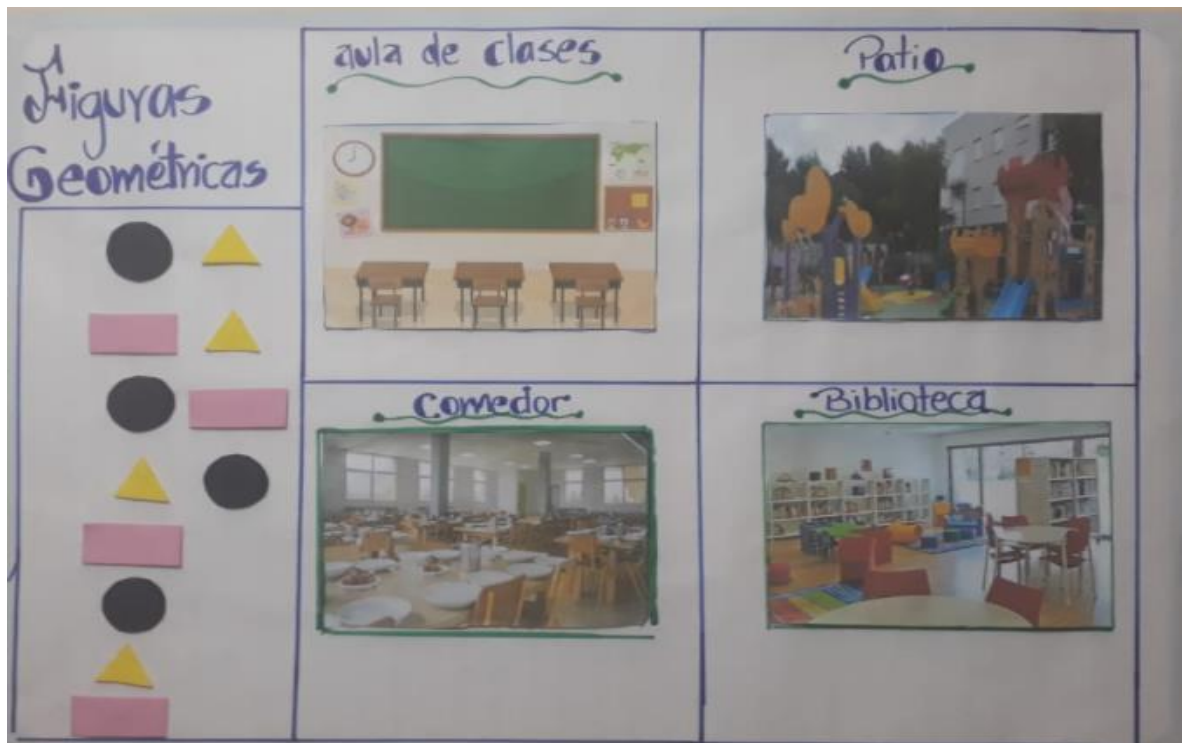 Figuras
Geométricas
aula de clases
Patio
Comedor
Biblioteca